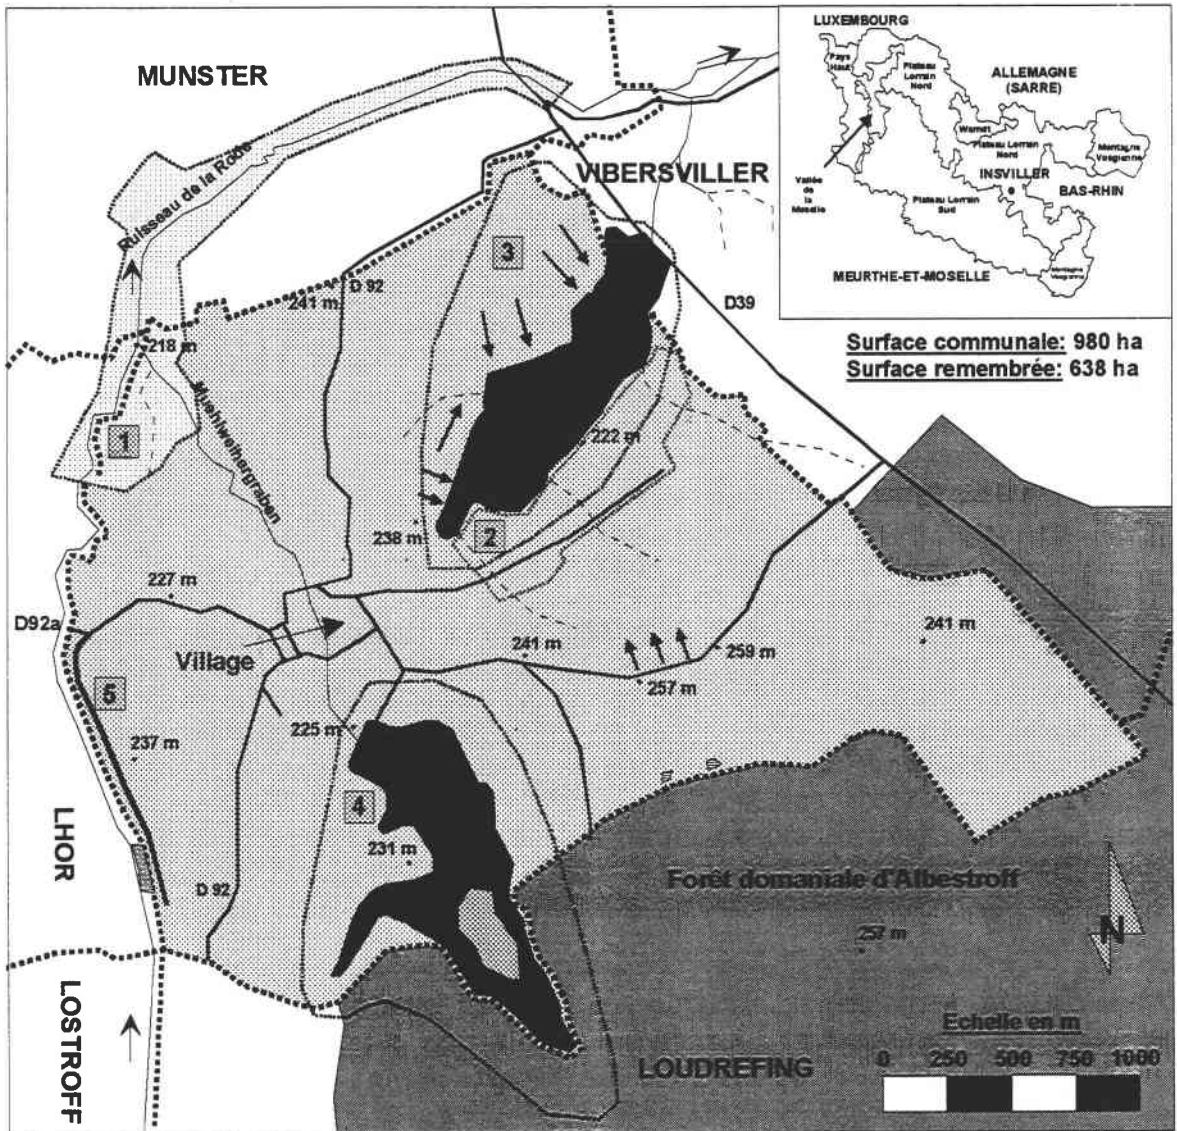 LUXEMBOURG
Pays
Haut
Plateau
Lorrain
Nord
ALLEMAGNE
(SARRE)
Warndt
Plateau Lorrain
Nord
Montagne
Vosgienne
INSVILLER
BAS-RHIN
Vallée
de
la
Moselle
Plateau Lorrain
Sud
Montagne
Vosgienne
MEURTHE-ET-MOSELLE
Surface communale: 980 ha
Surface remembrée: 638 ha
MUNSTER
Ruisseau de la Rode
VIBERSVILLER
3
D 92
241 m
D39
218 m
Muehlweihergraben
1
222 m
2
238 m
227 m
D92a
Village
241 m
259 m
257 m
241 m
5
225 m
237 m
4
231 m
LHOR
D 92
Forêt domaniale d'Albestroff
257 m
N
LOSTROFF
LOUDREFING
Echelle en m
0 250 500 750 1000